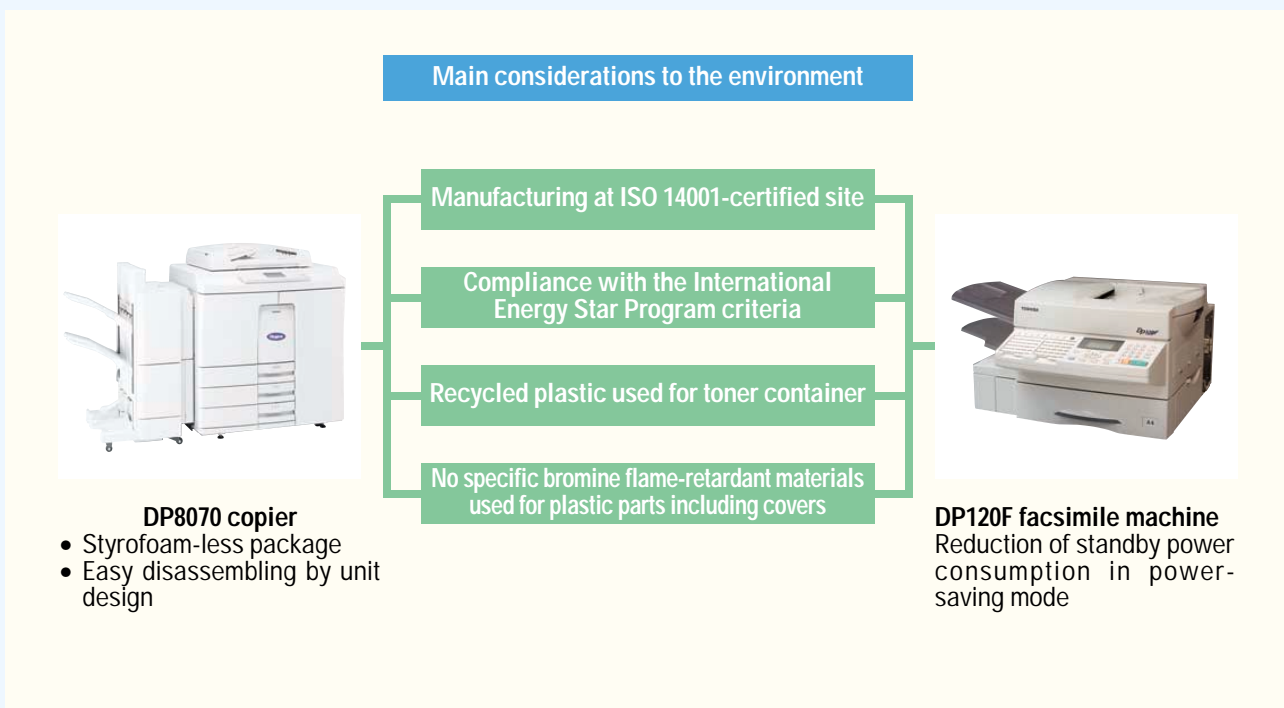 Main considerations to the environment
Manufacturing at ISO 14001-certified site
Compliance with the International
Energy Star Program criteria
Recycled plastic used for toner container
No specific bromine flame-retardant materials
used for plastic parts including covers
DP8070 copier
• Styrofoam-less package
• Easy disassembling by unit
design
TOSHIBA
A4
DP120F facsimile machine
Reduction of standby power
consumption in power-
saving mode